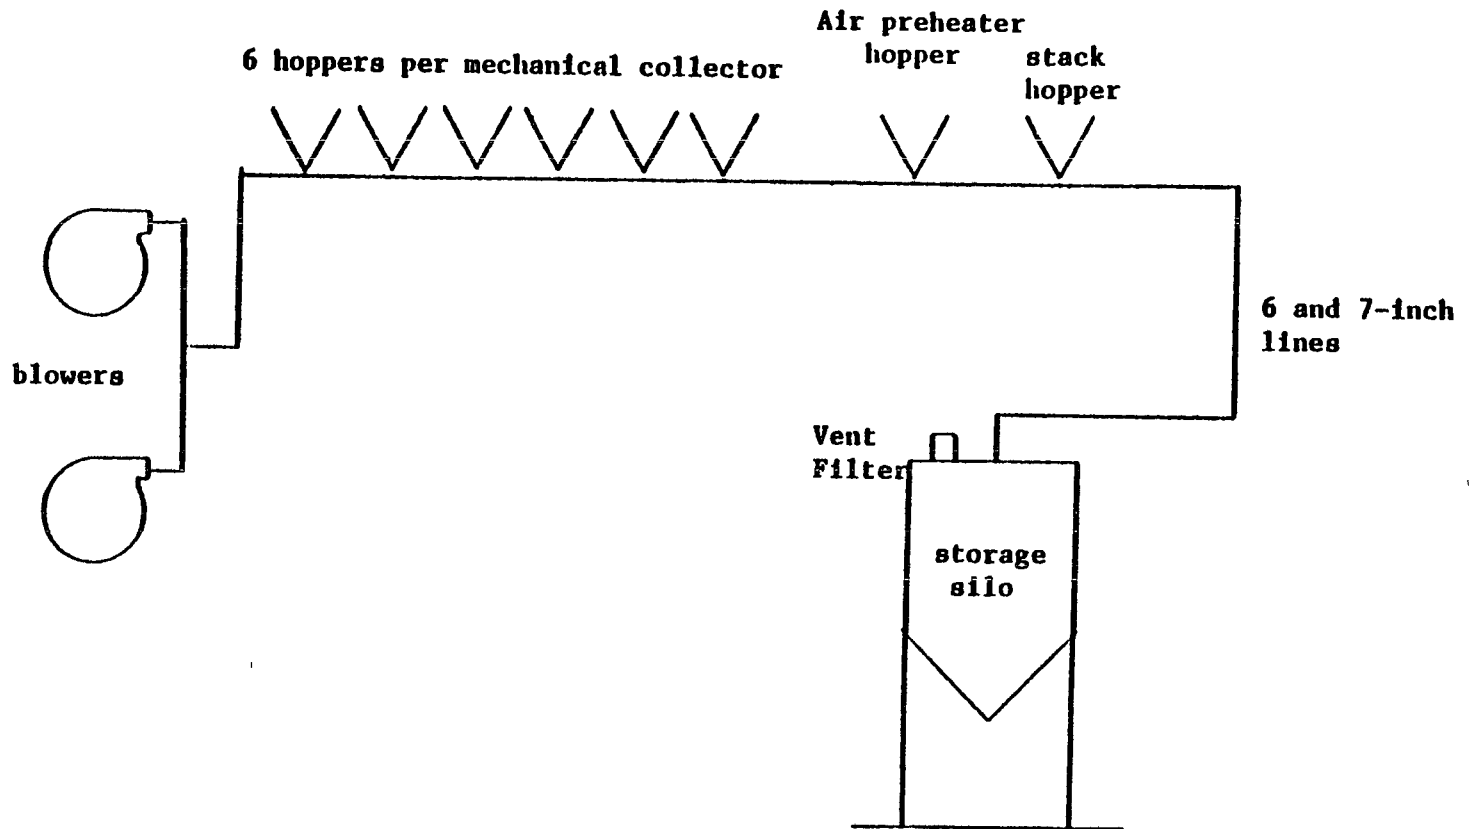 Air preheater
hopper
6 hoppers per mechanical collector
stack
hopper
6 and 7-inch
lines
blowers
Vent
Filter
storage
silo